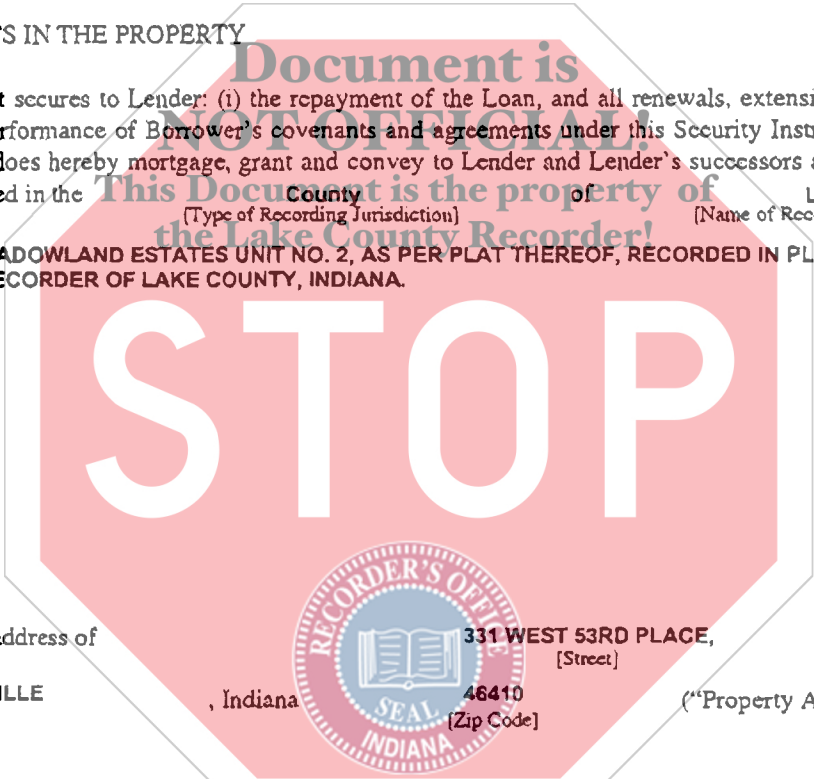 TS IN THE PROPERTY
Document is
t secures to Lender: (i) the repayment of the Loan, and all renewals, extensi
NOT OFFICIAL!
rformance of Borrower's covenants and agreements under this Security Instr
does hereby mortgage, grant and convey to Lender and Lender's successors a
ed in the County of L
This Document is the property of
[Type of Recording Jurisdiction] [Name of Rec
the Lake County Recorder!
ADOWLAND ESTATES UNIT NO. 2, AS PER PLAT THEREOF, RECORDED IN PL
ECORDER OF LAKE COUNTY, INDIANA.
STOP
RECORDER'S OFFICE
SEAL
INDIANA
address of 331 WEST 53RD PLACE,
[Street]
ILLE , Indiana 46410 ("Property A
[Zip Code]